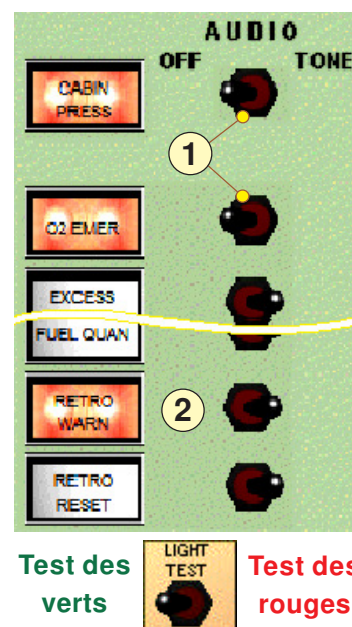 AUDIO
OFF TONE
CABIN
PRESS
1
O2 EMER
EXCESS
FUEL QUAN
RETRO
WARN
2
RETRO
RESET
LIGHT
TEST
Test des
verts
Test des
rouges